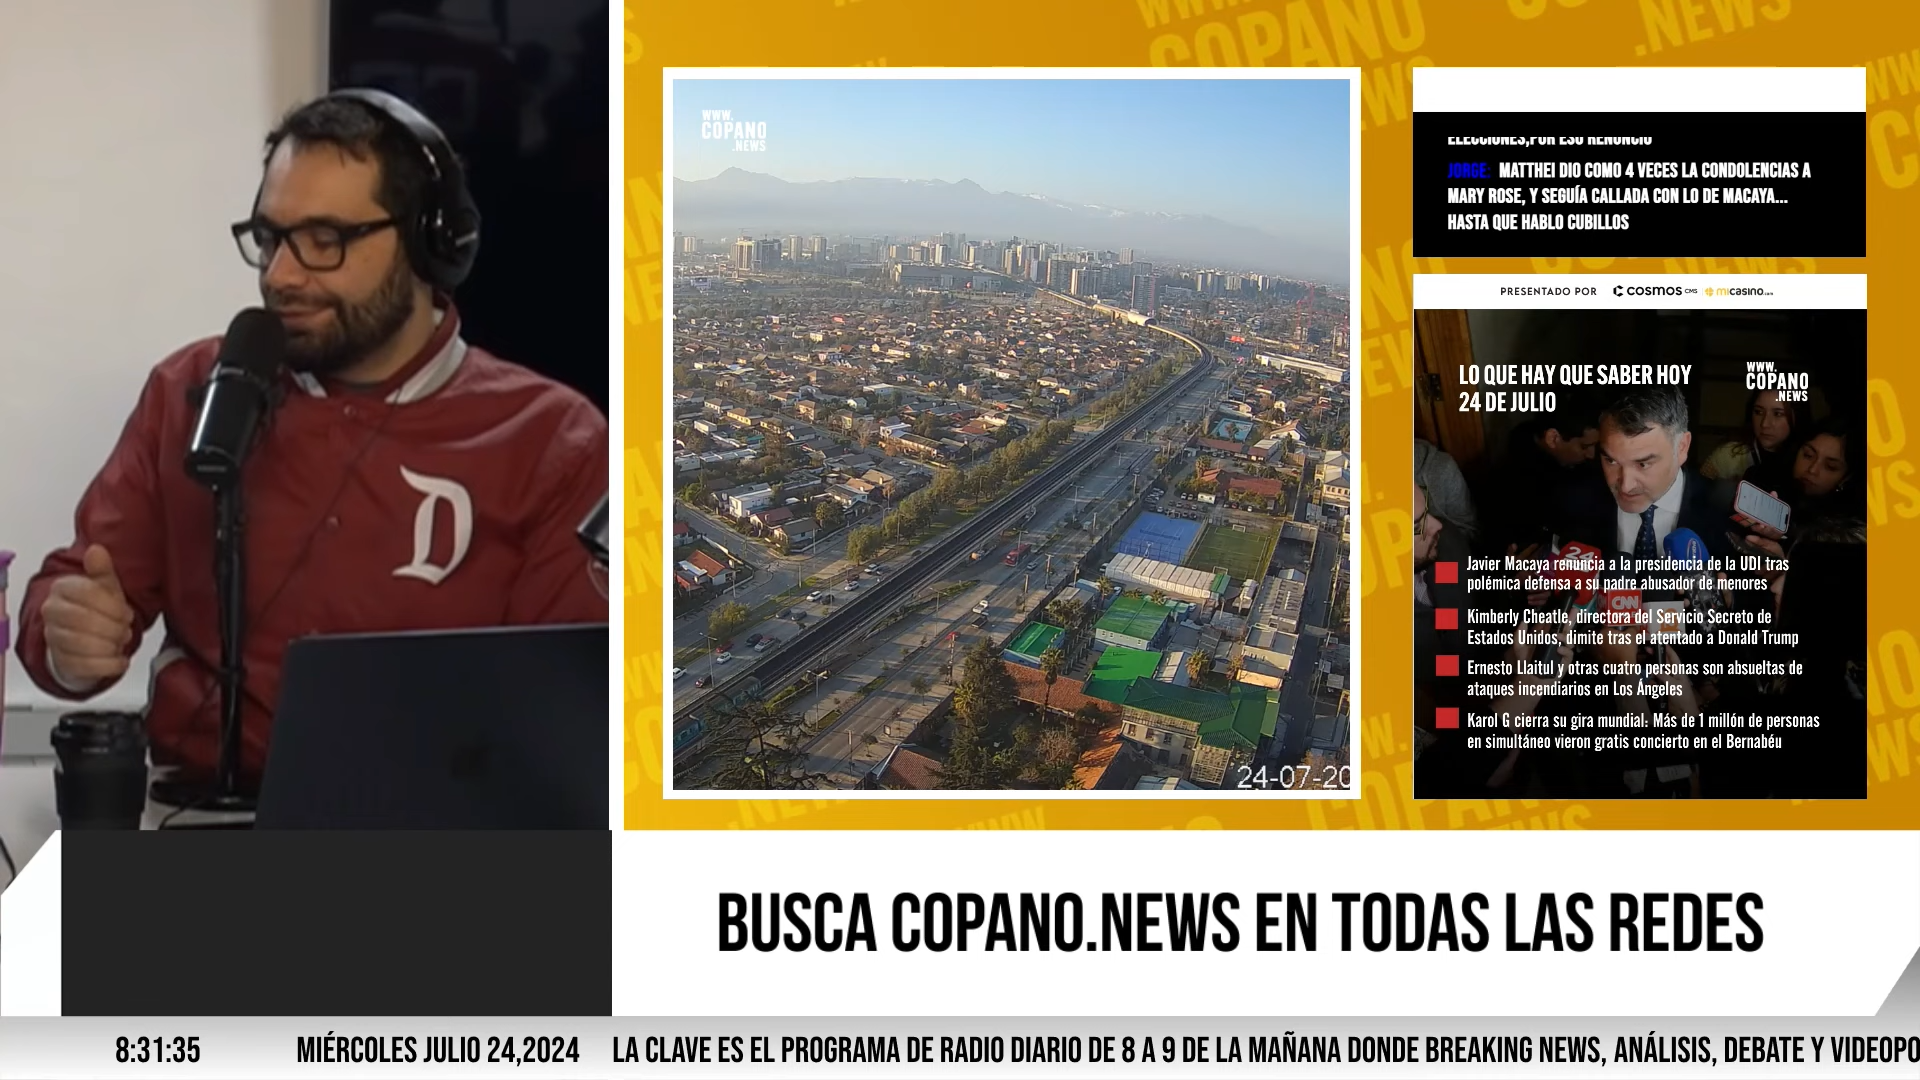 WWW.
COPANO
.NEWS
24-07-20
ELECCIONES,POR ESO RENUNCIO
JORGE: MATTHEI DIO COMO 4 VECES LA CONDOLENCIAS A
MARY ROSE, Y SEGUÍA CALLADA CON LO DE MACAYA...
HASTA QUE HABLO CUBILLOS
PRESENTADO POR COSMOS CMS micasino.com
LO QUE HAY QUE SABER HOY
24 DE JULIO
WWW.
COPANO
.NEWS
Javier Macaya renuncia a la presidencia de la UDI tras
polémica defensa a su padre abusador de menores
Kimberly Cheatle, directora del Servicio Secreto de
Estados Unidos, dimite tras el atentado a Donald Trump
Ernesto Llaitul y otras cuatro personas son absueltas de
ataques incendiarios en Los Ángeles
Karol G cierra su gira mundial: Más de 1 millón de personas
en simultáneo vieron gratis concierto en el Bernabéu
24
CNN
D
BUSCA COPANO.NEWS EN TODAS LAS REDES
8:31:35 MIÉRCOLES JULIO 24,2024 LA CLAVE ES EL PROGRAMA DE RADIO DIARIO DE 8 A 9 DE LA MAÑANA DONDE BREAKING NEWS, ANÁLISIS, DEBATE Y VIDEOPO